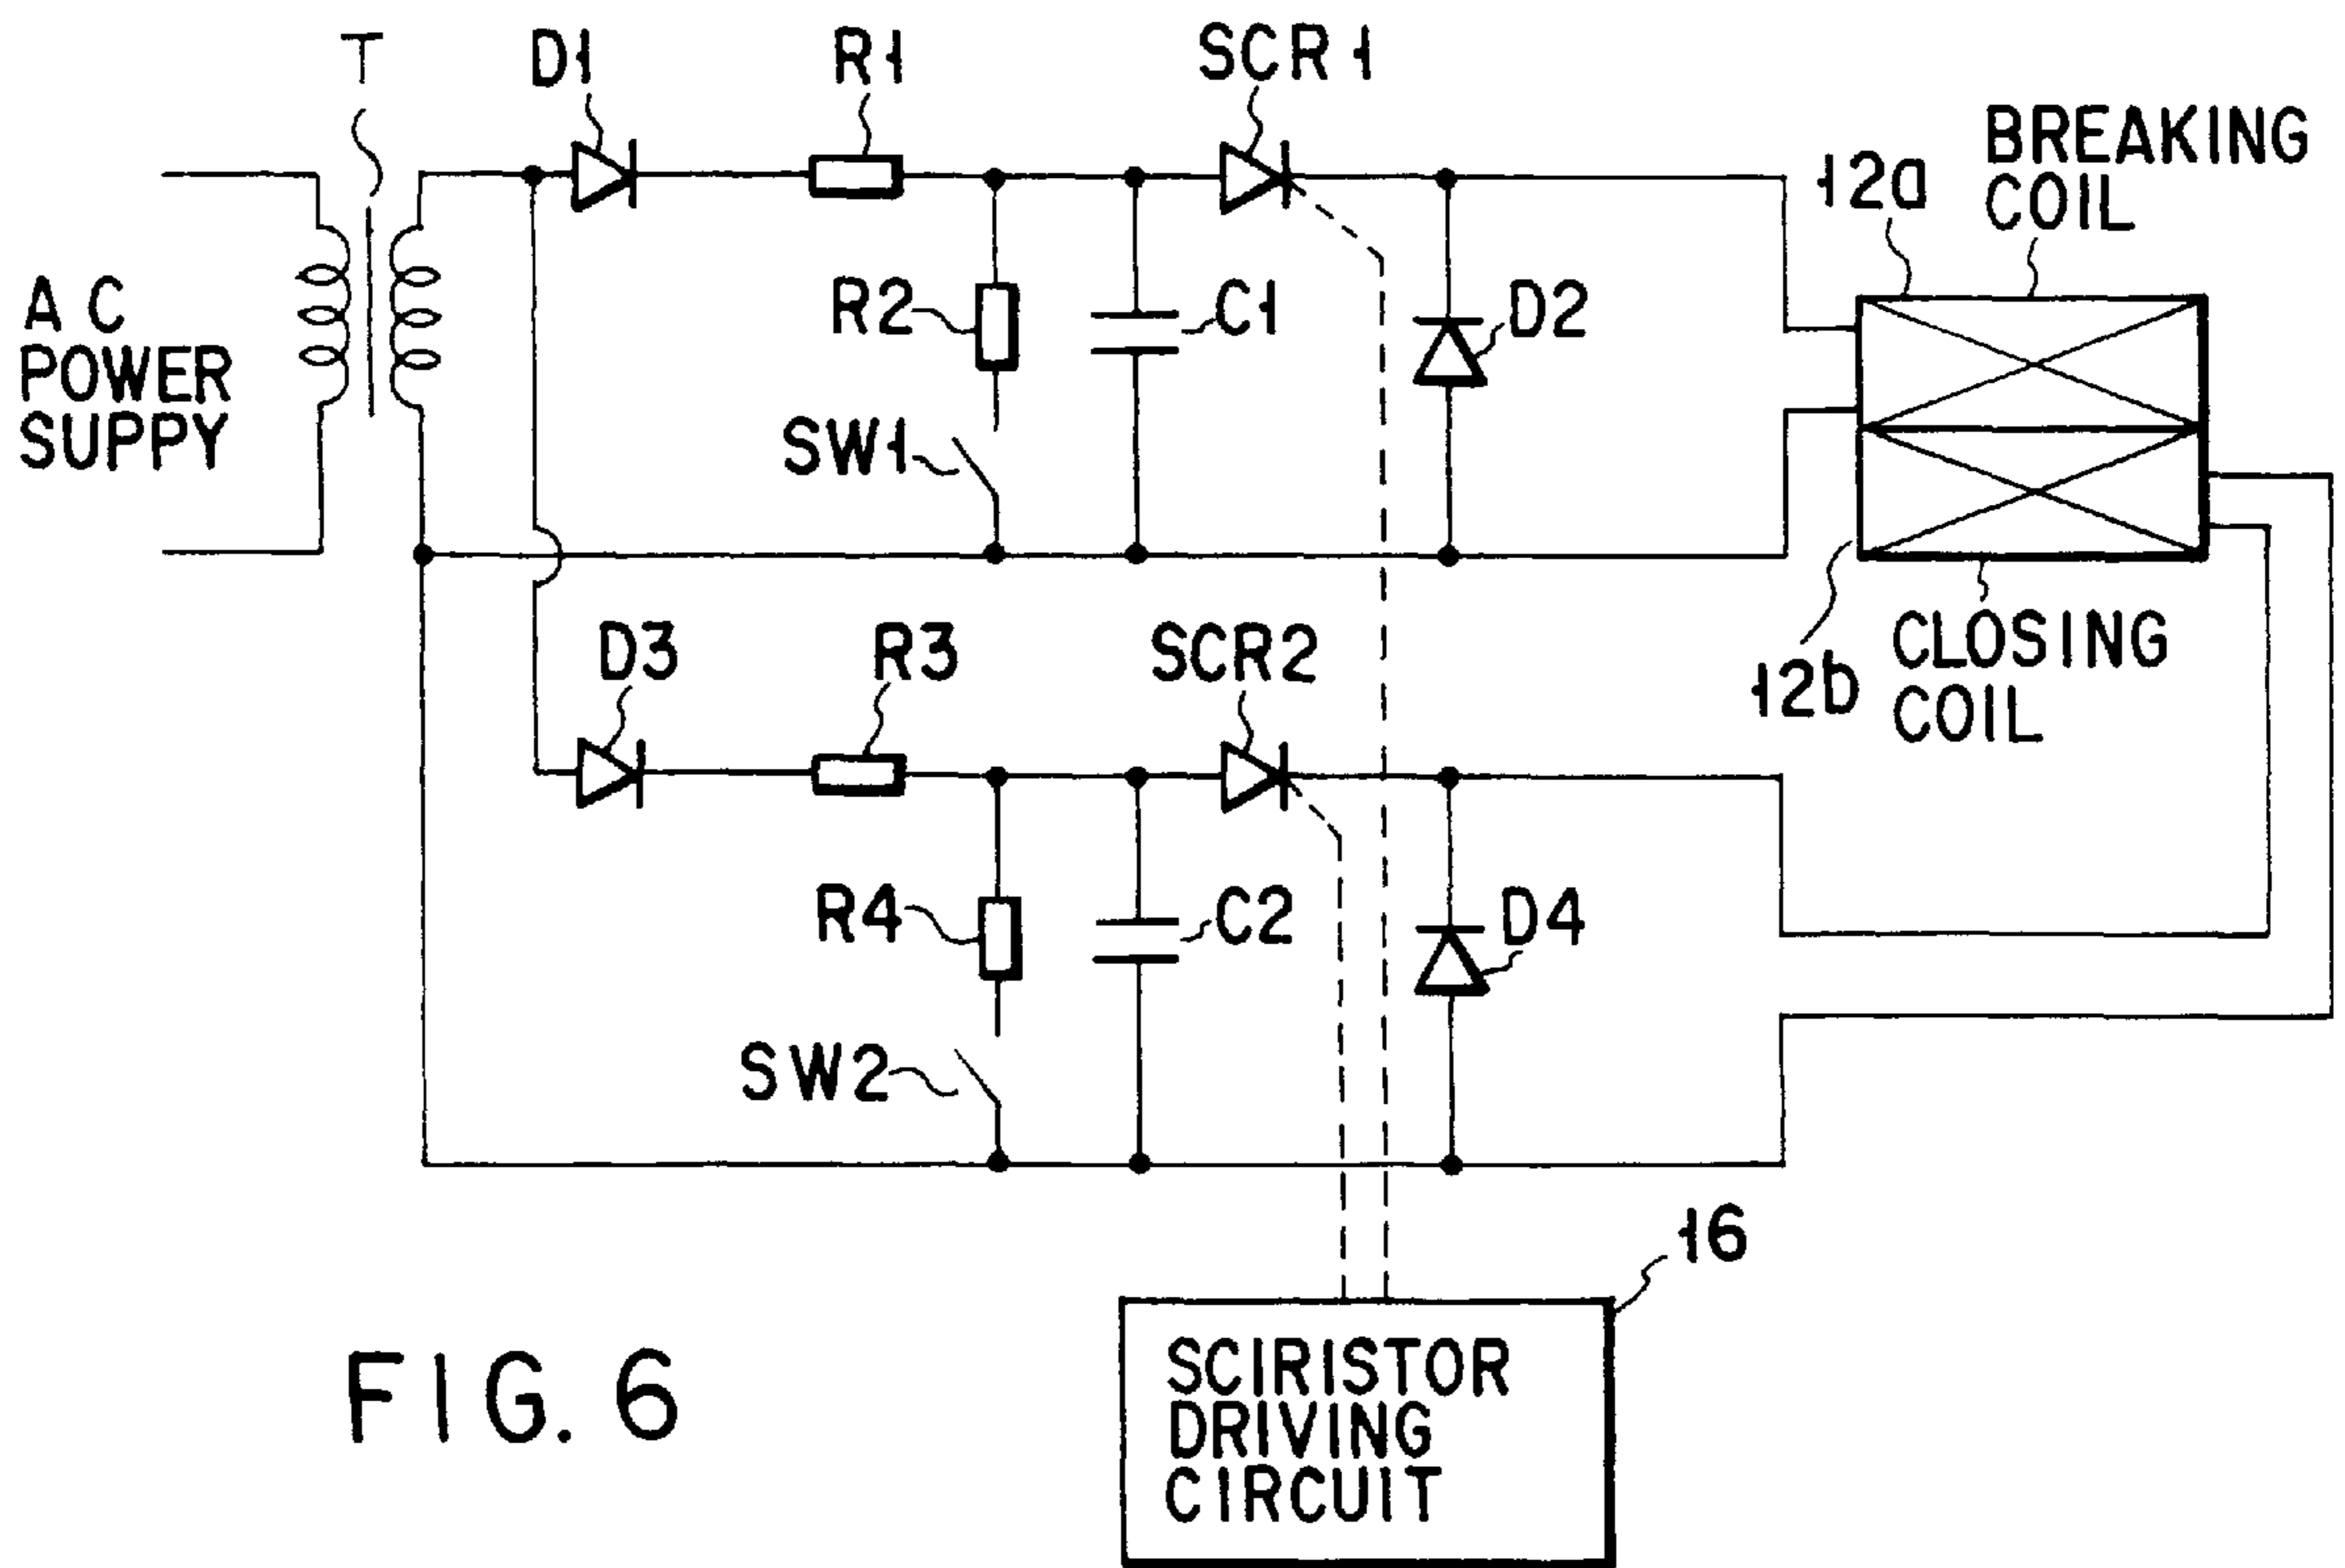 T
D1
R1
SCR1
BREAKING
COIL
12a
AC
POWER
SUPPY
R2
C1
D2
SW1
D3
R3
SCR2
12b
CLOSING
COIL
R4
C2
D4
SW2
16
SCIRISTOR
DRIVING
CIRCUIT
FIG. 6